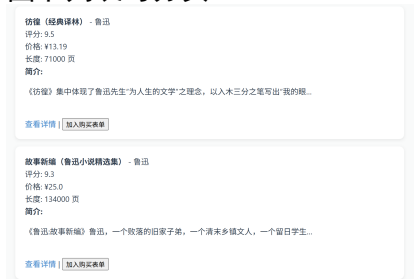 彷徨（经典译林） - 鲁迅
评分: 9.5
价格: ¥13.19
长度: 71000 页
简介:
《彷徨》集中体现了鲁迅先生“为人生的文学”之理念，以入木三分之笔写出“我的眼...
查看详情 | 加入购买表单
故事新编（鲁迅小说精选集） - 鲁迅
评分: 9.3
价格: ¥25.0
长度: 134000 页
简介:
《鲁迅:故事新编》鲁迅，一个败落的旧家子弟，一个清末乡镇文人，一个留日学生...
查看详情 | 加入购买表单